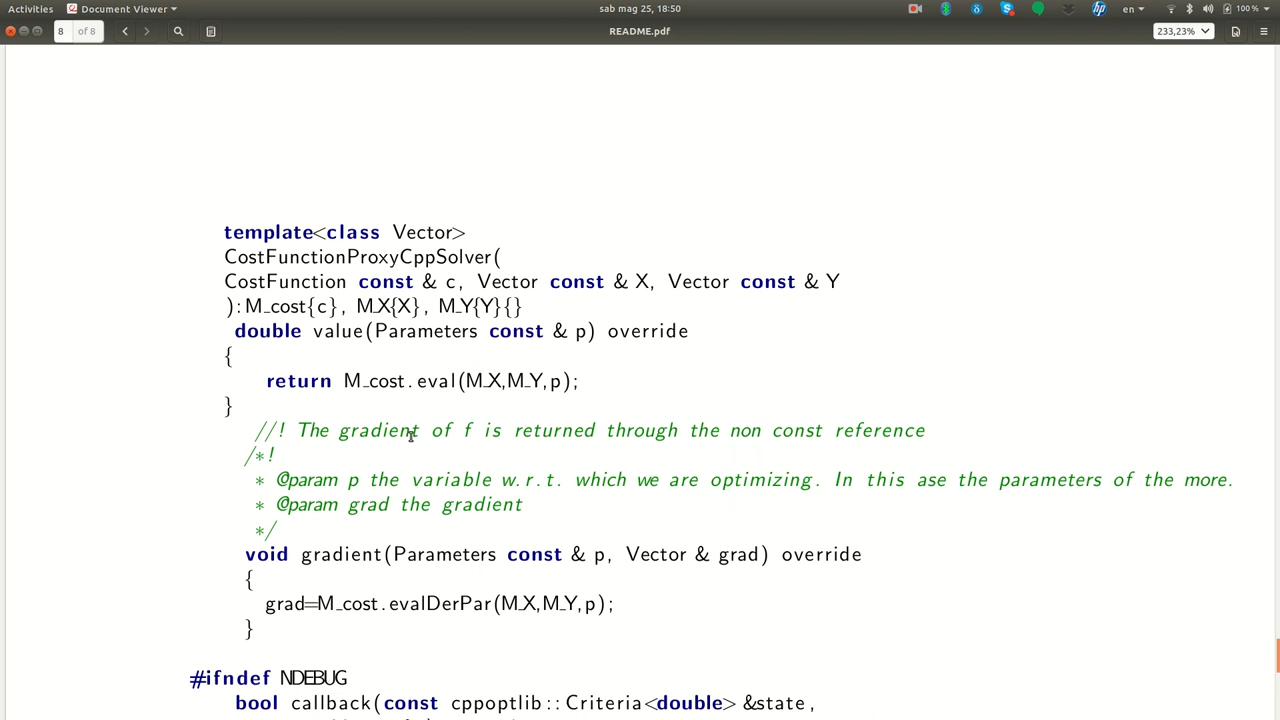 Activities Document Viewer sab mag 25, 18:50 en 100 %
8 of 8 README.pdf 233,23%
template<class Vector>
CostFunctionProxyCppSolver(
CostFunction const & c, Vector const & X, Vector const & Y
):M_cost{c}, M_X{X}, M_Y{Y}{}
double value(Parameters const & p) override
{
return M_cost.eval(M_X,M_Y,p);
}
//! The gradient of f is returned through the non const reference
/*!
* @param p the variable w.r.t. which we are optimizing. In this ase the parameters of the more.
* @param grad the gradient
*/
void gradient(Parameters const & p, Vector & grad) override
{
grad=M_cost.evalDerPar(M_X,M_Y,p);
}
#ifndef NDEBUG
bool callback(const cppoptlib::Criteria<double> &state,